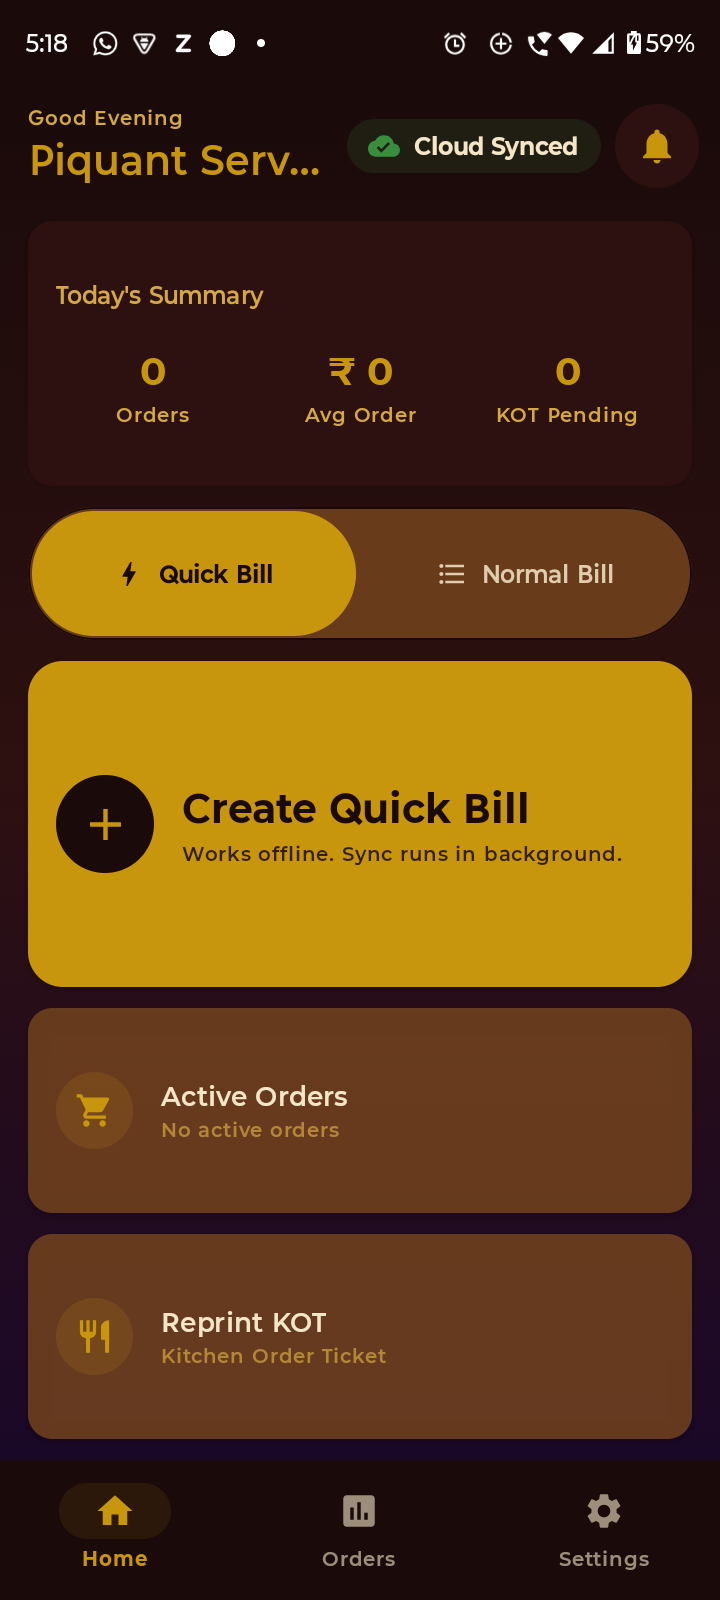 5:18
59%
Good Evening
Piquant Serv...
Cloud Synced
Today's Summary
0 ₹ 0 0
Orders Avg Order KOT Pending
Quick Bill Normal Bill
Create Quick Bill
Works offline. Sync runs in background.
Active Orders
No active orders
Reprint KOT
Kitchen Order Ticket
Home Orders Settings